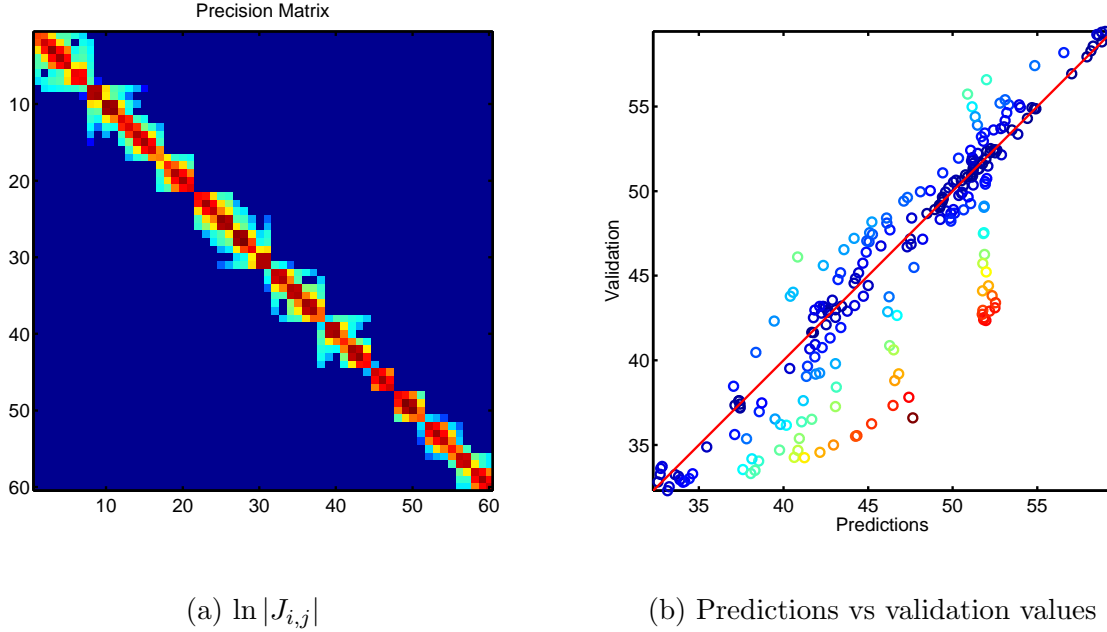 Precision Matrix
10
20
30
40
50
60
10 20 30 40 50 60
55
50
45
40
35
Validation
35 40 45 50 55
Predictions
(a) ln |J_{i,j}|
(b) Predictions vs validation values